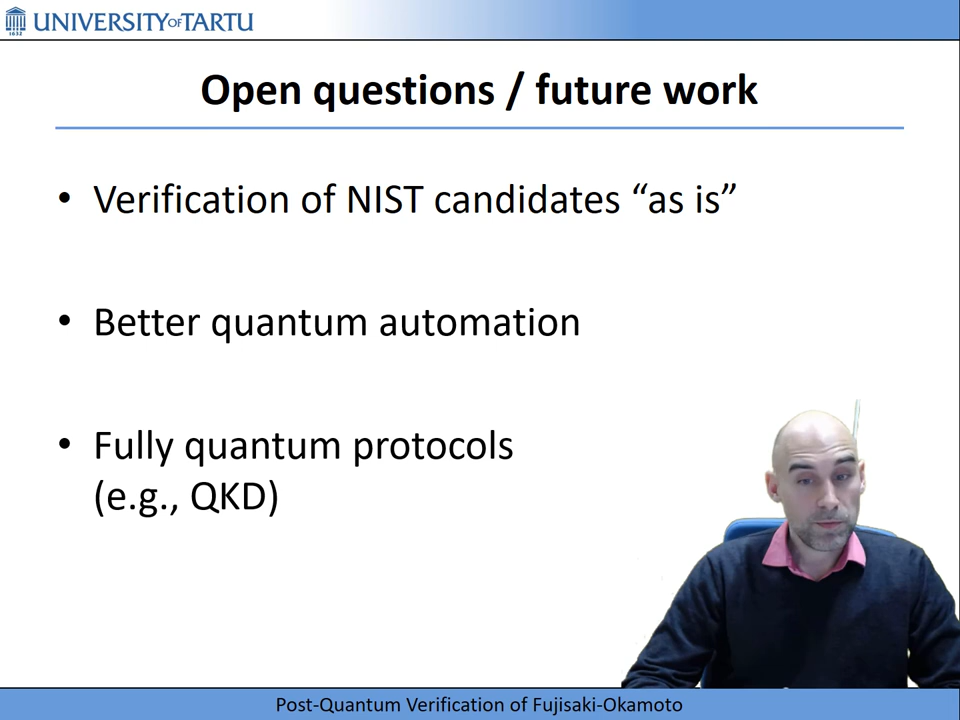 UNIVERSITY OF TARTU
1632
Open questions / future work
• Verification of NIST candidates “as is”
• Better quantum automation
• Fully quantum protocols
(e.g., QKD)
Post-Quantum Verification of Fujisaki-Okamoto